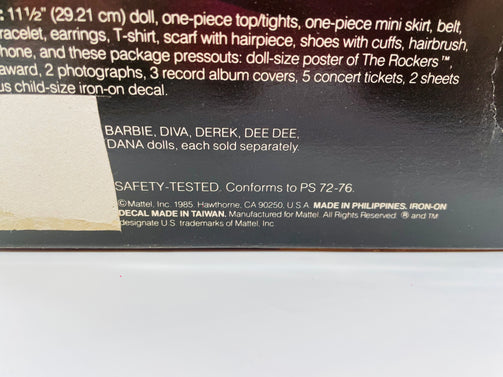 : 11½" (29.21 cm) doll, one-piece top/tights, one-piece mini skirt, belt,
racelet, earrings, T-shirt, scarf with hairpiece, shoes with cuffs, hairbrush,
hone, and these package pressouts: doll-size poster of The Rockers™,
award, 2 photographs, 3 record album covers, 5 concert tickets, 2 sheets
us child-size iron-on decal.
BARBIE, DIVA, DEREK, DEE DEE,
DANA dolls, each sold separately.
SAFETY-TESTED. Conforms to PS 72-76.
©Mattel, Inc. 1985. Hawthorne, CA 90250, U.S.A. MADE IN PHILIPPINES. IRON-ON
DECAL MADE IN TAIWAN. Manufactured for Mattel. All Rights Reserved. ® and TM
designate U.S. trademarks of Mattel, Inc.